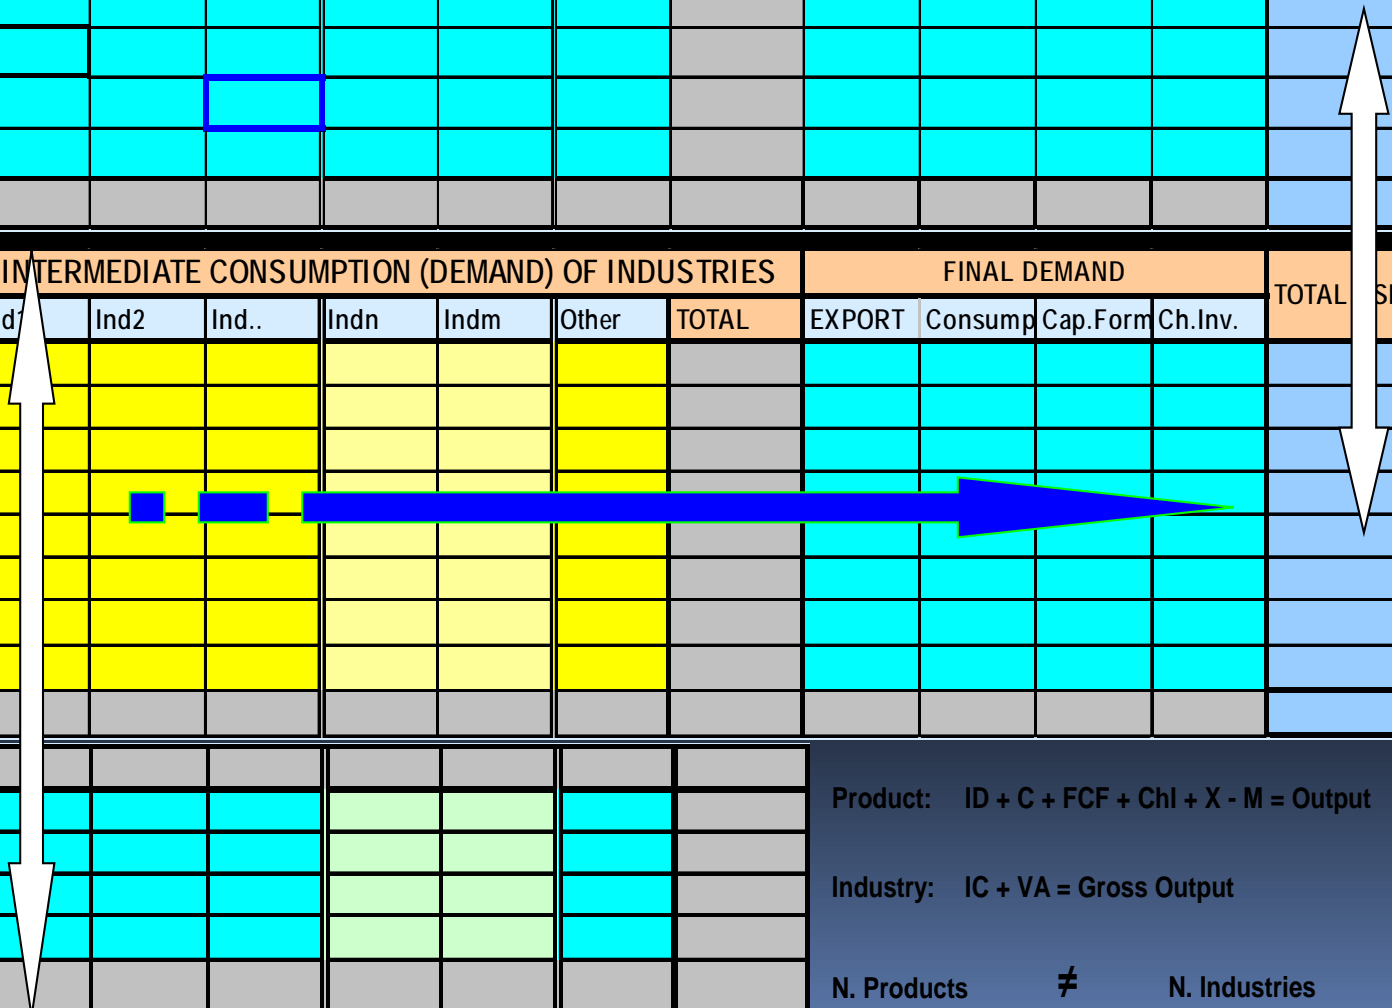 INTERMEDIATE CONSUMPTION (DEMAND) OF INDUSTRIES FINAL DEMAND
TOTAL
Ind2 Ind.. Indn Indm Other TOTAL EXPORT Consump Cap.Form Ch.Inv.
Product: ID + C + FCF + ChI + X - M = Output
Industry: IC + VA = Gross Output
N. Products ≠ N. Industries